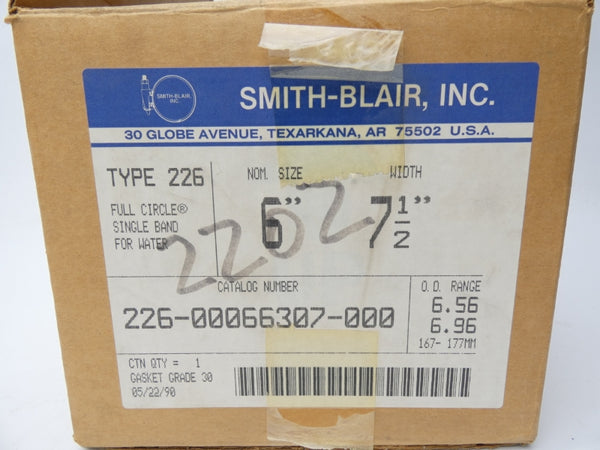 SMITH-BLAIR, INC.
SMITH-BLAIR, INC.
30 GLOBE AVENUE, TEXARKANA, AR 75502 U.S.A.
TYPE 226
NOM. SIZE
WIDTH
FULL CIRCLE®
SINGLE BAND
FOR WATER
6"
7 1/2"
2202
CATALOG NUMBER
226-00066307-000
O.D. RANGE
6.56
6.96
167- 177MM
CTN QTY = 1
GASKET GRADE 30
05/22/90